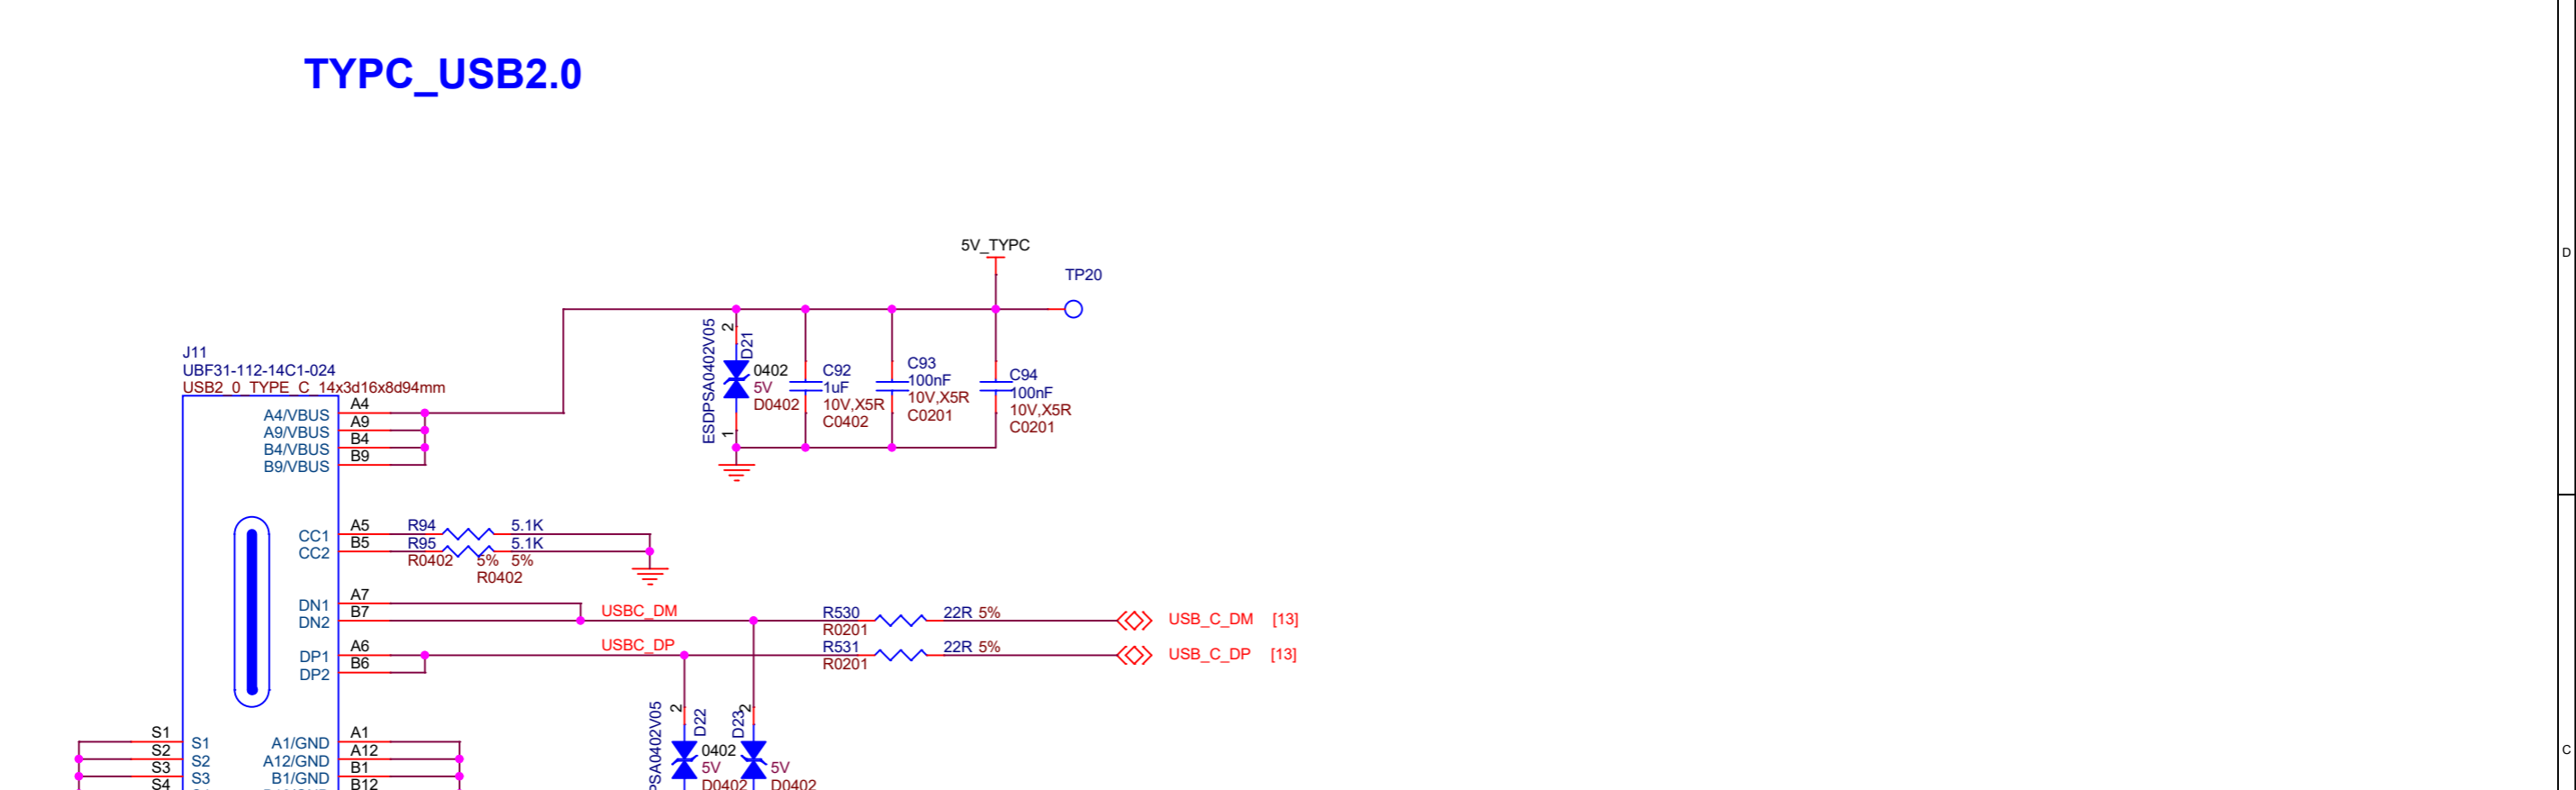 TYPC_USB2.0
5V_TYPC
TP20
D
J11
UBF31-112-14C1-024
USB2_0_TYPE_C_14x3d16x8d94mm
A4/VBUS A4
A9/VBUS A9
B4/VBUS B4
B9/VBUS B9
ESDPSA0402V05
2
D21
0402
5V
D0402
1
C92
1uF
10V,X5R
C0402
C93
100nF
10V,X5R
C0201
C94
100nF
10V,X5R
C0201
CC1 A5 R94 5.1K
CC2 B5 R95 5.1K
R0402 5% 5%
R0402
DN1 A7
DN2 B7 USBC_DM R530 22R 5% USB_C_DM [13]
R0201
DP1 A6 USBC_DP R531 22R 5% USB_C_DP [13]
DP2 B6 R0201
PSA0402V05
2
D22
0402
5V
D0402
2
D23
5V
D0402
S1 S1 A1/GND A1
S2 S2 A12/GND A12
S3 S3 B1/GND B1
S4 B12
C